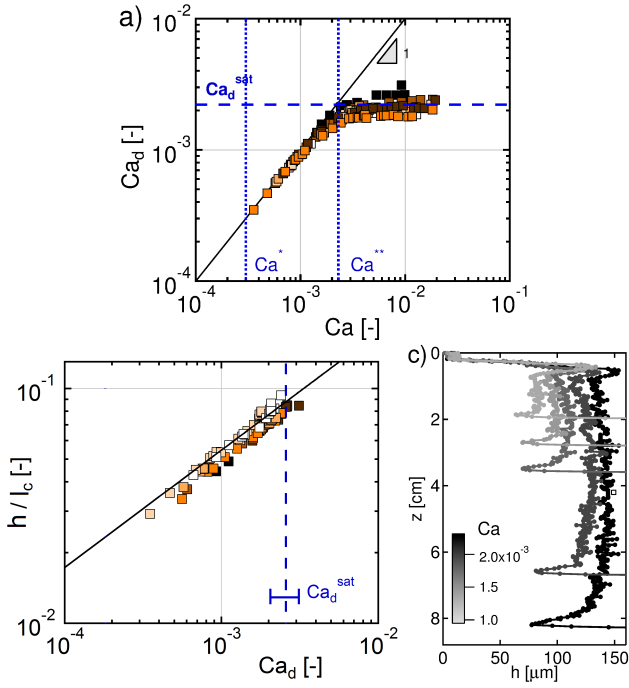 a)
10⁻²
10⁻³
10⁻⁴
Ca_d [-]
Ca_d^sat
1
Ca^*
Ca^**
10⁻⁴
10⁻³
10⁻²
10⁻¹
Ca [-]
10⁻¹
10⁻²
h / l_c [-]
Ca_d^sat
10⁻⁴
10⁻³
10⁻²
Ca_d [-]
c)
0
2
4
6
8
z [cm]
Ca
2.0x10⁻³
1.5
1.0
0
50
100
150
h [μm]